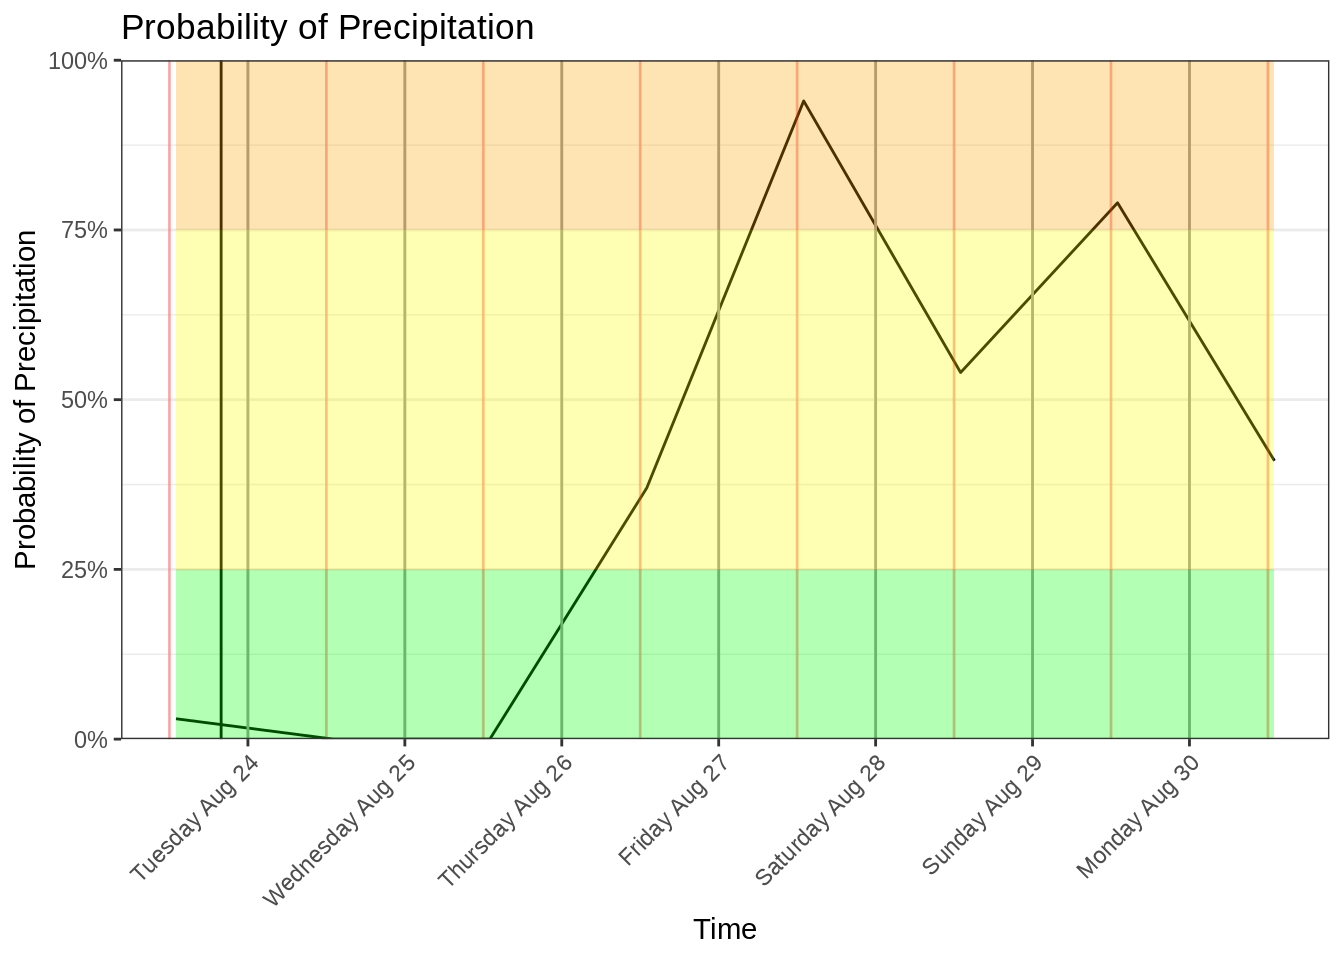 Probability of Precipitation
100%
75%
50%
25%
0%
Probability of Precipitation
Tuesday Aug 24
Wednesday Aug 25
Thursday Aug 26
Friday Aug 27
Saturday Aug 28
Sunday Aug 29
Monday Aug 30
Time